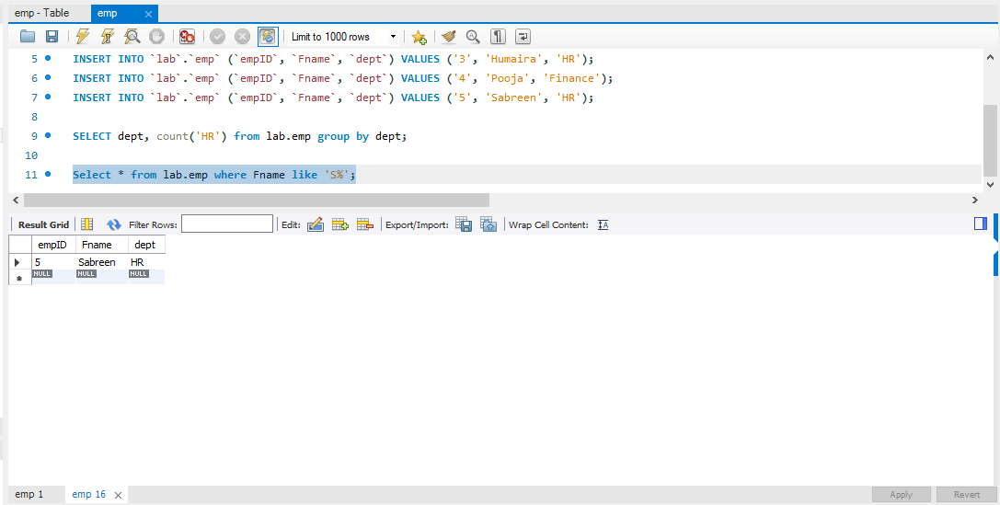 emp - Table emp
Limit to 1000 rows
5 INSERT INTO `lab`.`emp` (`empID`, `Fname`, `dept`) VALUES ('3', 'Humaira', 'HR');
6 INSERT INTO `lab`.`emp` (`empID`, `Fname`, `dept`) VALUES ('4', 'Pooja', 'Finance');
7 INSERT INTO `lab`.`emp` (`empID`, `Fname`, `dept`) VALUES ('5', 'Sabreen', 'HR');
8
9 SELECT dept, count('HR') from lab.emp group by dept;
10
11 Select * from lab.emp where Fname like 'S%';
Result Grid Filter Rows: Edit: Export/Import: Wrap Cell Content:
empID Fname dept
5 Sabreen HR
NULL NULL NULL
emp 1 emp 16 Apply Revert